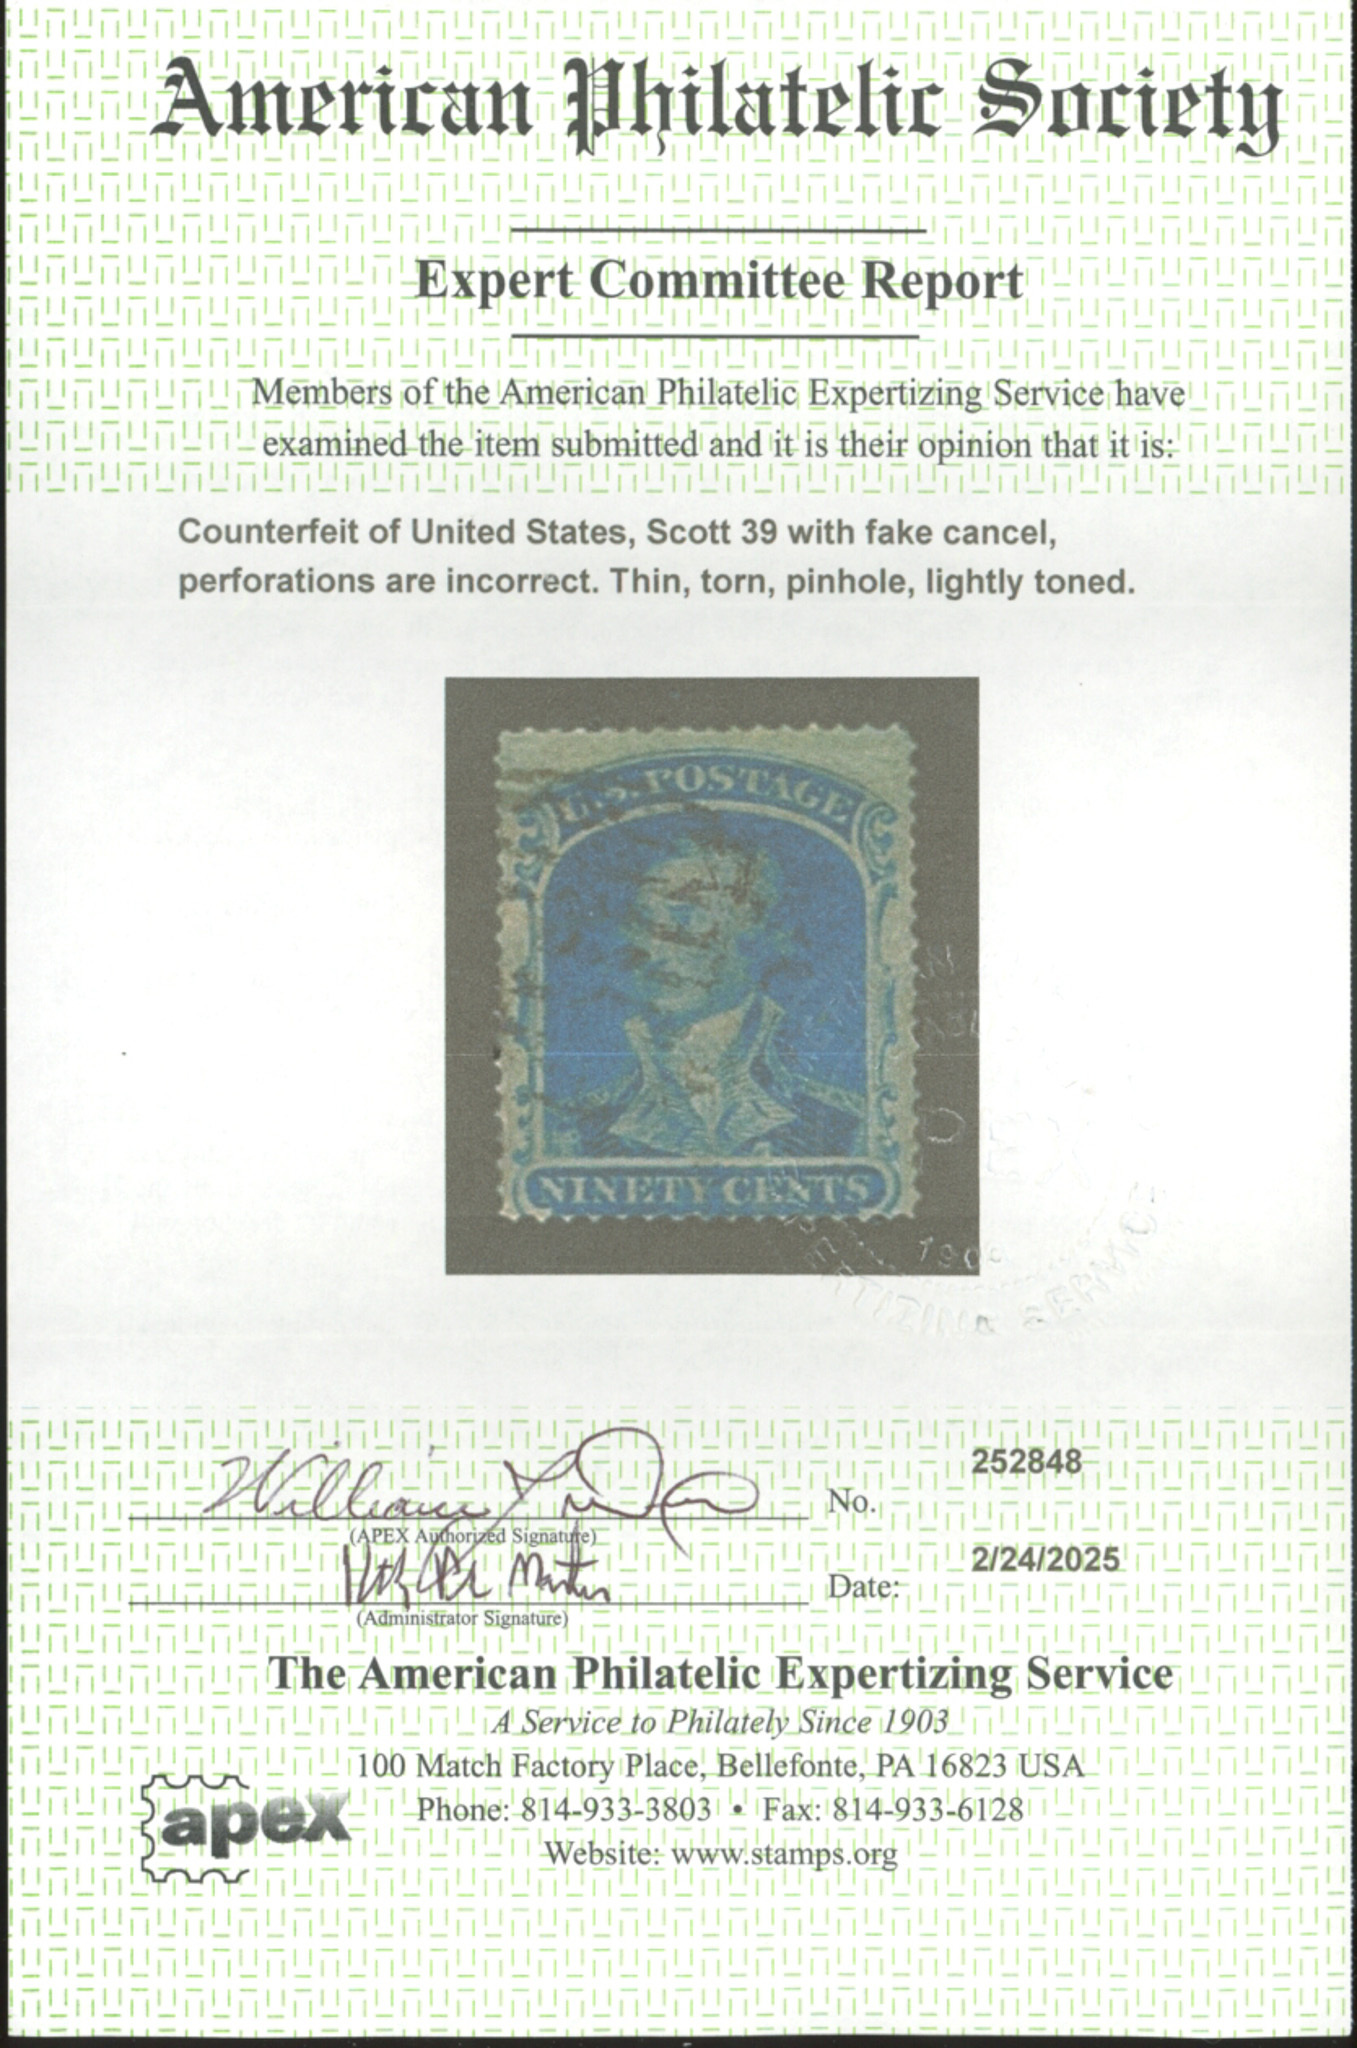 American Philatelic Society
Expert Committee Report
Members of the American Philatelic Expertizing Service have
examined the item submitted and it is their opinion that it is:
Counterfeit of United States, Scott 39 with fake cancel,
perforations are incorrect. Thin, torn, pinhole, lightly toned.
U.S. POSTAGE
NINETY CENTS
No. 252848
(APEX Authorized Signature)
Date: 2/24/2025
(Administrator Signature)
The American Philatelic Expertizing Service
A Service to Philately Since 1903
100 Match Factory Place, Bellefonte, PA 16823 USA
apex
Phone: 814-933-3803 • Fax: 814-933-6128
Website: www.stamps.org